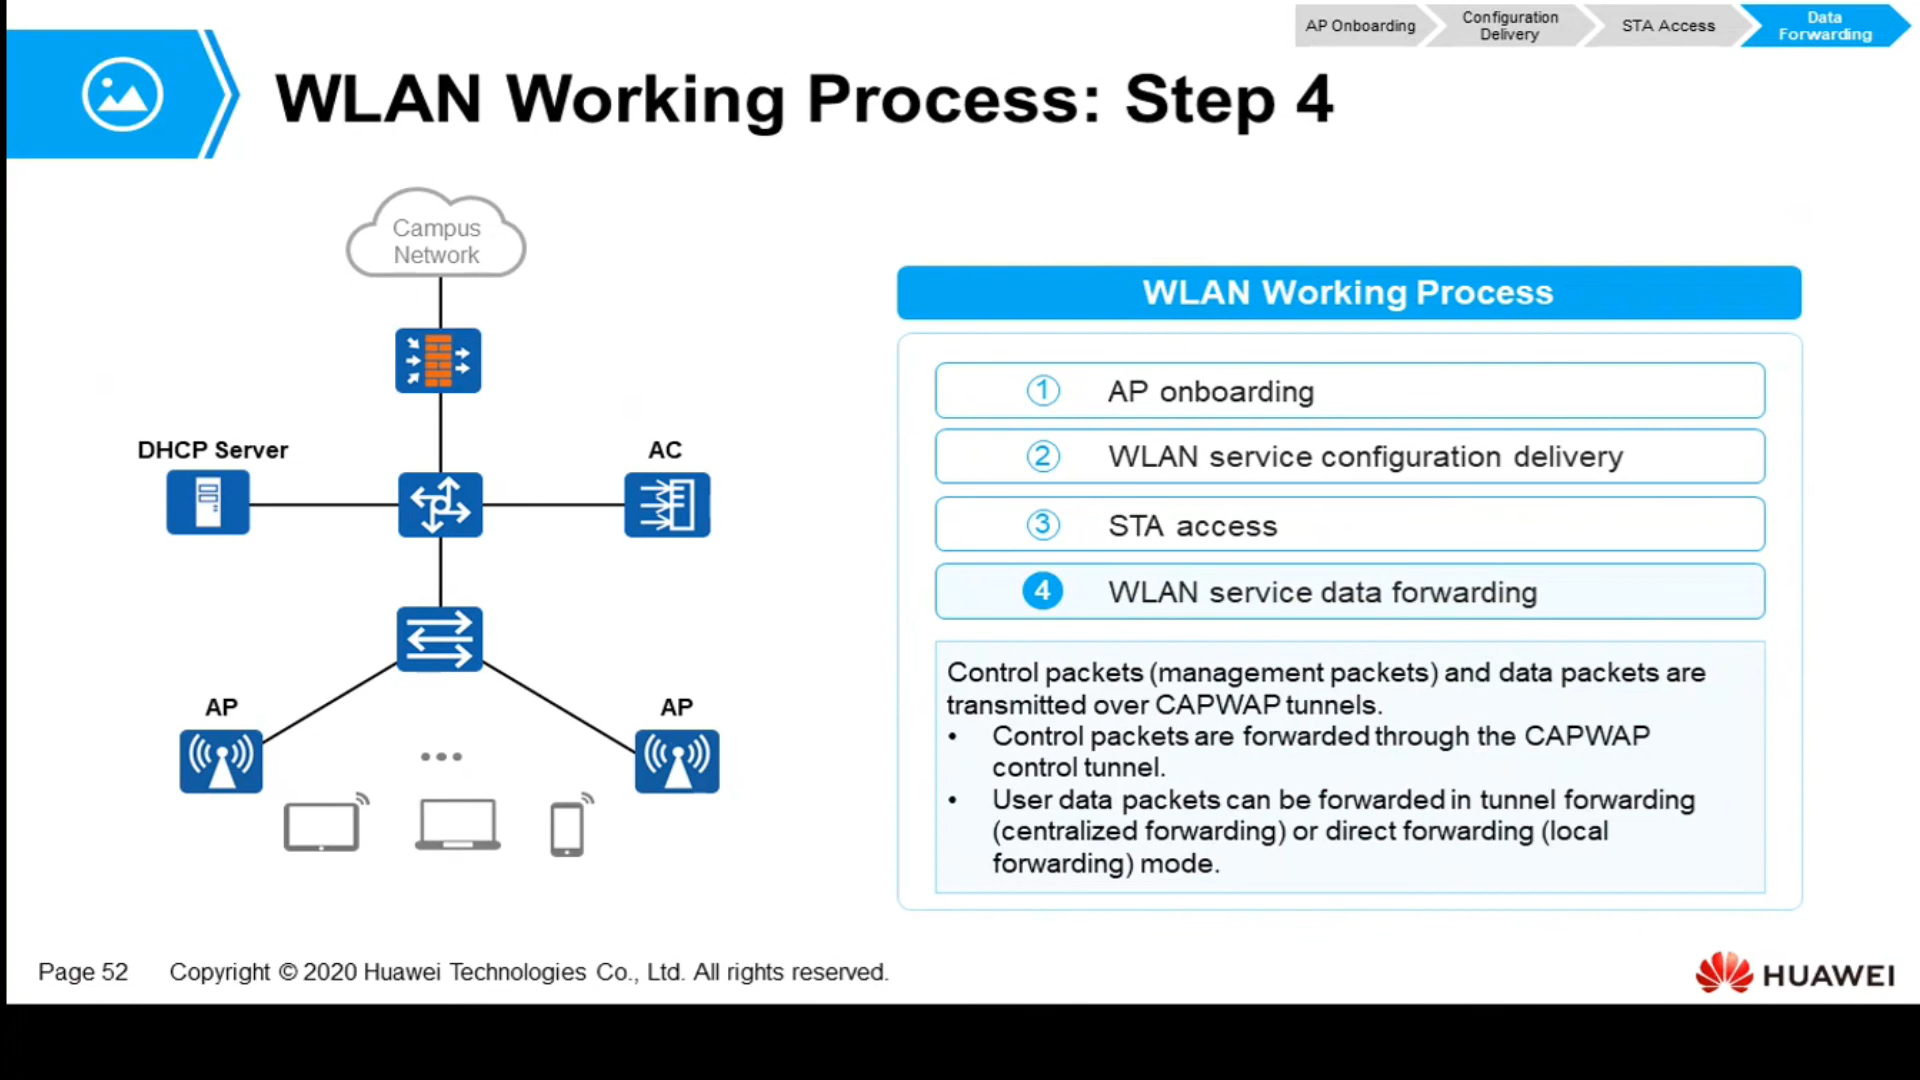 AP Onboarding
Configuration
Delivery
STA Access
Data
Forwarding
WLAN Working Process: Step 4
Campus
Network
DHCP Server
AC
AP
AP
WLAN Working Process
1 AP onboarding
2 WLAN service configuration delivery
3 STA access
4 WLAN service data forwarding
Control packets (management packets) and data packets are
transmitted over CAPWAP tunnels.
• Control packets are forwarded through the CAPWAP
control tunnel.
• User data packets can be forwarded in tunnel forwarding
(centralized forwarding) or direct forwarding (local
forwarding) mode.
Page 52 Copyright © 2020 Huawei Technologies Co., Ltd. All rights reserved.
HUAWEI